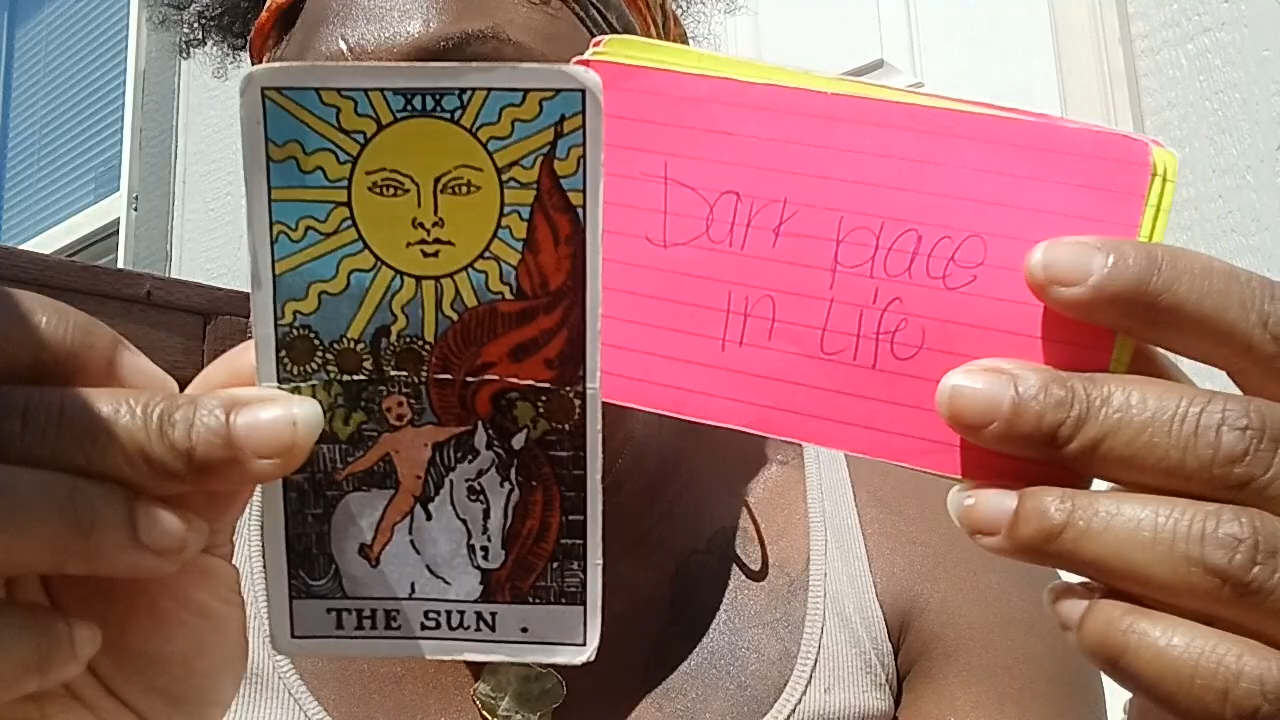 XIX
THE SUN .
Dark place
in Life